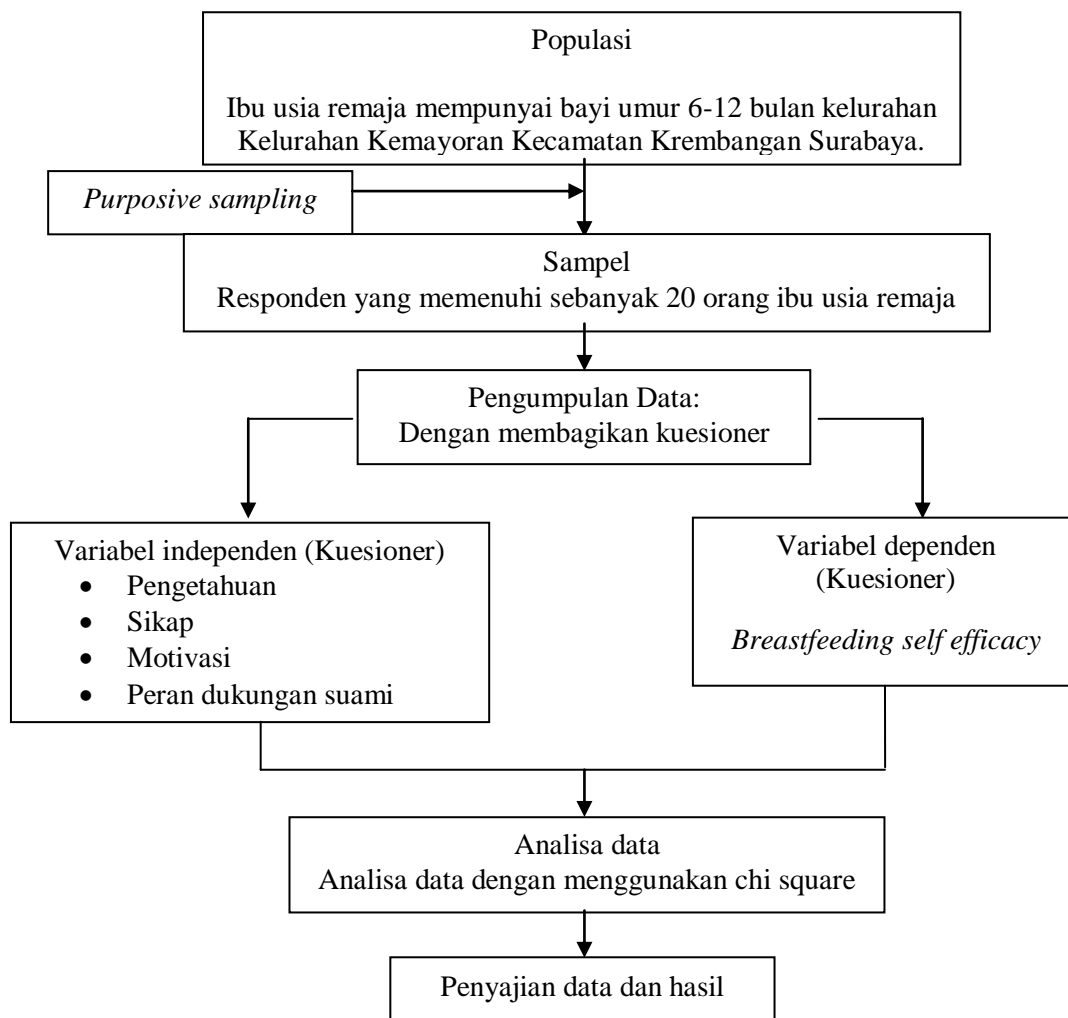 Populasi
Ibu usia remaja mempunyai bayi umur 6-12 bulan kelurahan
Kelurahan Kemayoran Kecamatan Krembangan Surabaya.
Purposive sampling
Sampel
Responden yang memenuhi sebanyak 20 orang ibu usia remaja
Pengumpulan Data:
Dengan membagikan kuesioner
Variabel independen (Kuesioner)
• Pengetahuan
• Sikap
• Motivasi
• Peran dukungan suami
Variabel dependen
(Kuesioner)
Breastfeeding self efficacy
Analisa data
Analisa data dengan menggunakan chi square
Penyajian data dan hasil